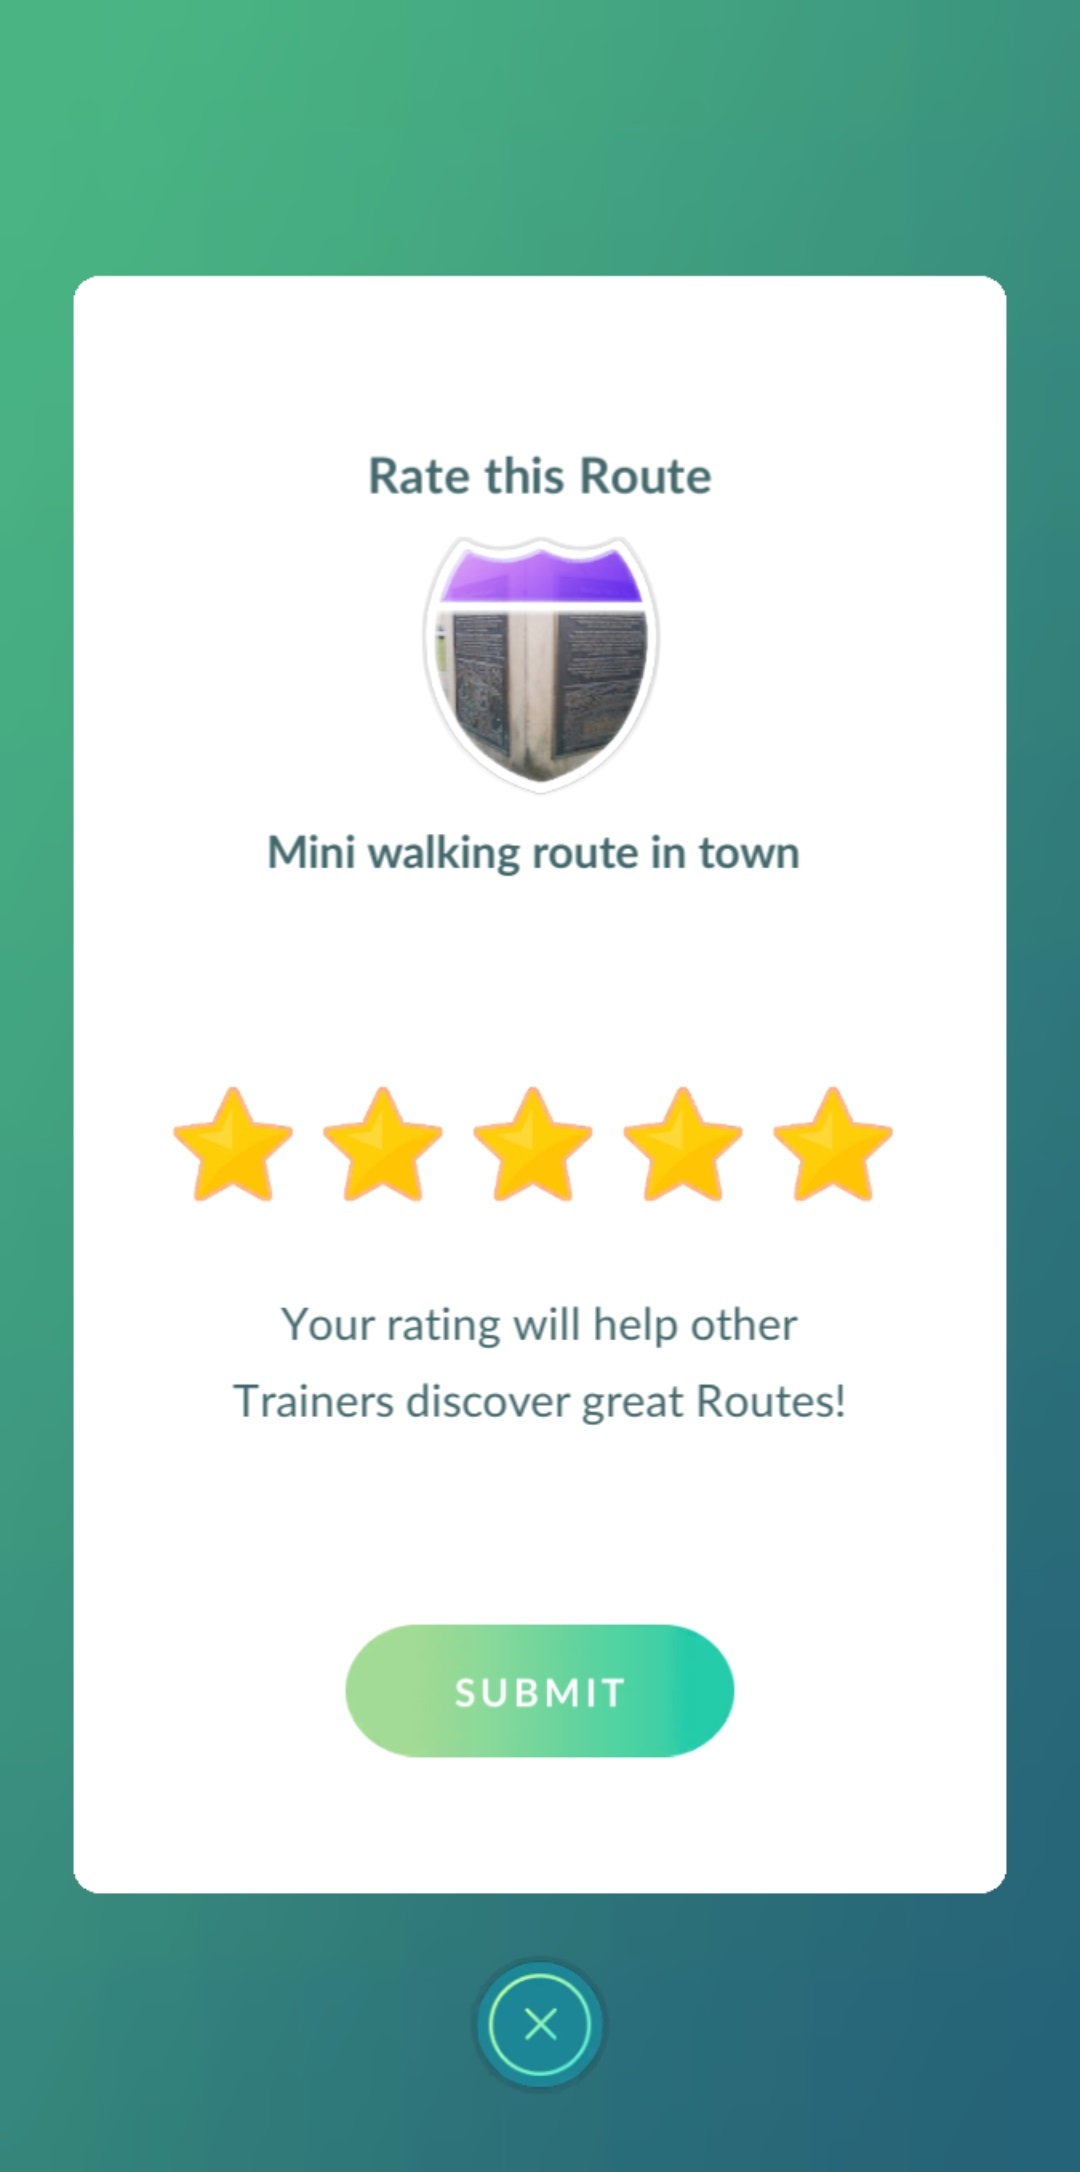 Rate this Route
Mini walking route in town
Your rating will help other
Trainers discover great Routes!
SUBMIT